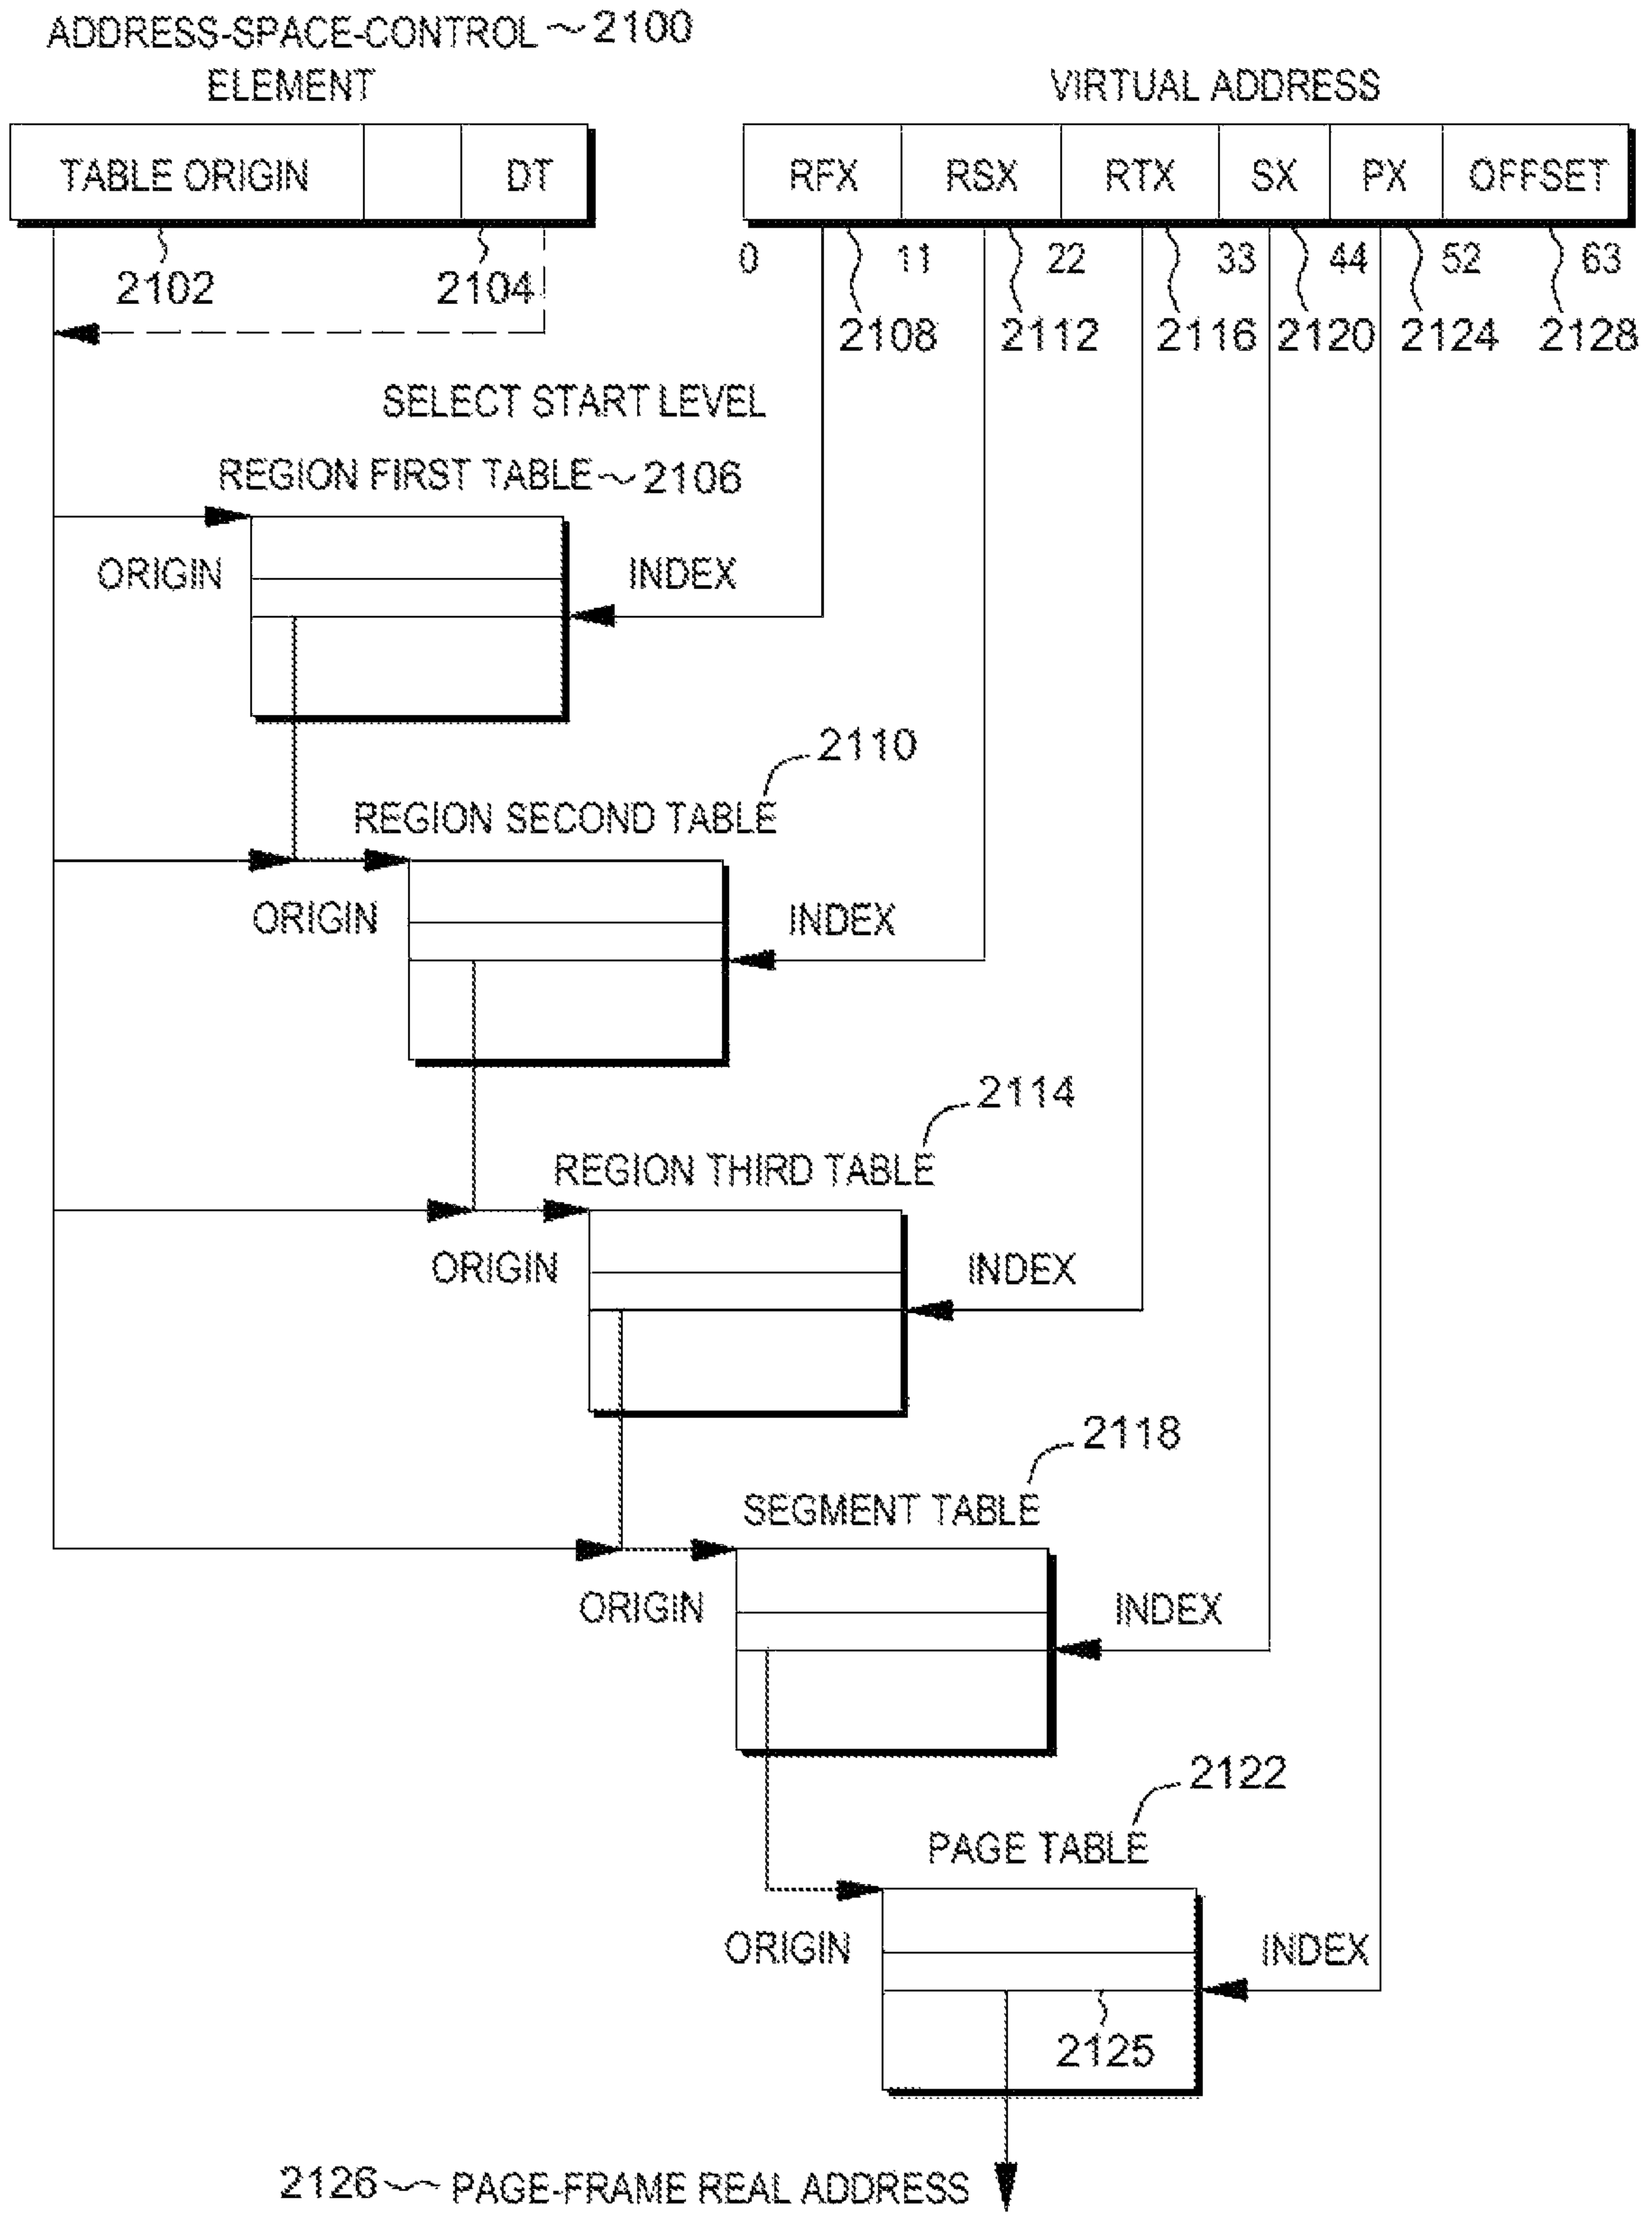 ADDRESS-SPACE-CONTROL 2100
ELEMENT
VIRTUAL ADDRESS
TABLE ORIGIN DT
RFX RSX RTX SX PX OFFSET
0 11 22 33 44 52 63
2102 2104
2108 2112 2116 2120 2124 2128
SELECT START LEVEL
REGION FIRST TABLE 2106
ORIGIN INDEX
2110
REGION SECOND TABLE
ORIGIN INDEX
2114
REGION THIRD TABLE
ORIGIN INDEX
2118
SEGMENT TABLE
ORIGIN INDEX
2122
PAGE TABLE
ORIGIN INDEX
2125
2126 PAGE-FRAME REAL ADDRESS